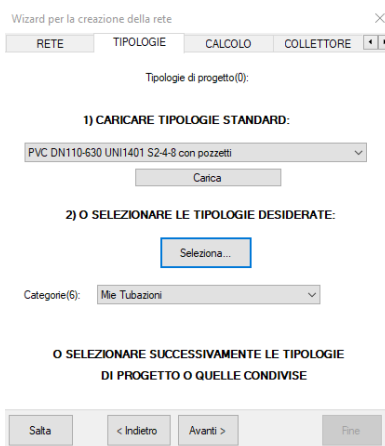 Wizard per la creazione della rete
RETE TIPOLOGIE CALCOLO COLLETTORE
Tipologie di progetto(0):
1) CARICARE TIPOLOGIE STANDARD:
PVC DN110-630 UNI1401 S2-4-8 con pozzetti
Carica
2) O SELEZIONARE LE TIPOLOGIE DESIDERATE:
Seleziona...
Categorie(6): Mie Tubazioni
O SELEZIONARE SUCCESSIVAMENTE LE TIPOLOGIE
DI PROGETTO O QUELLE CONDIVISE
Salta < Indietro Avanti > Fine